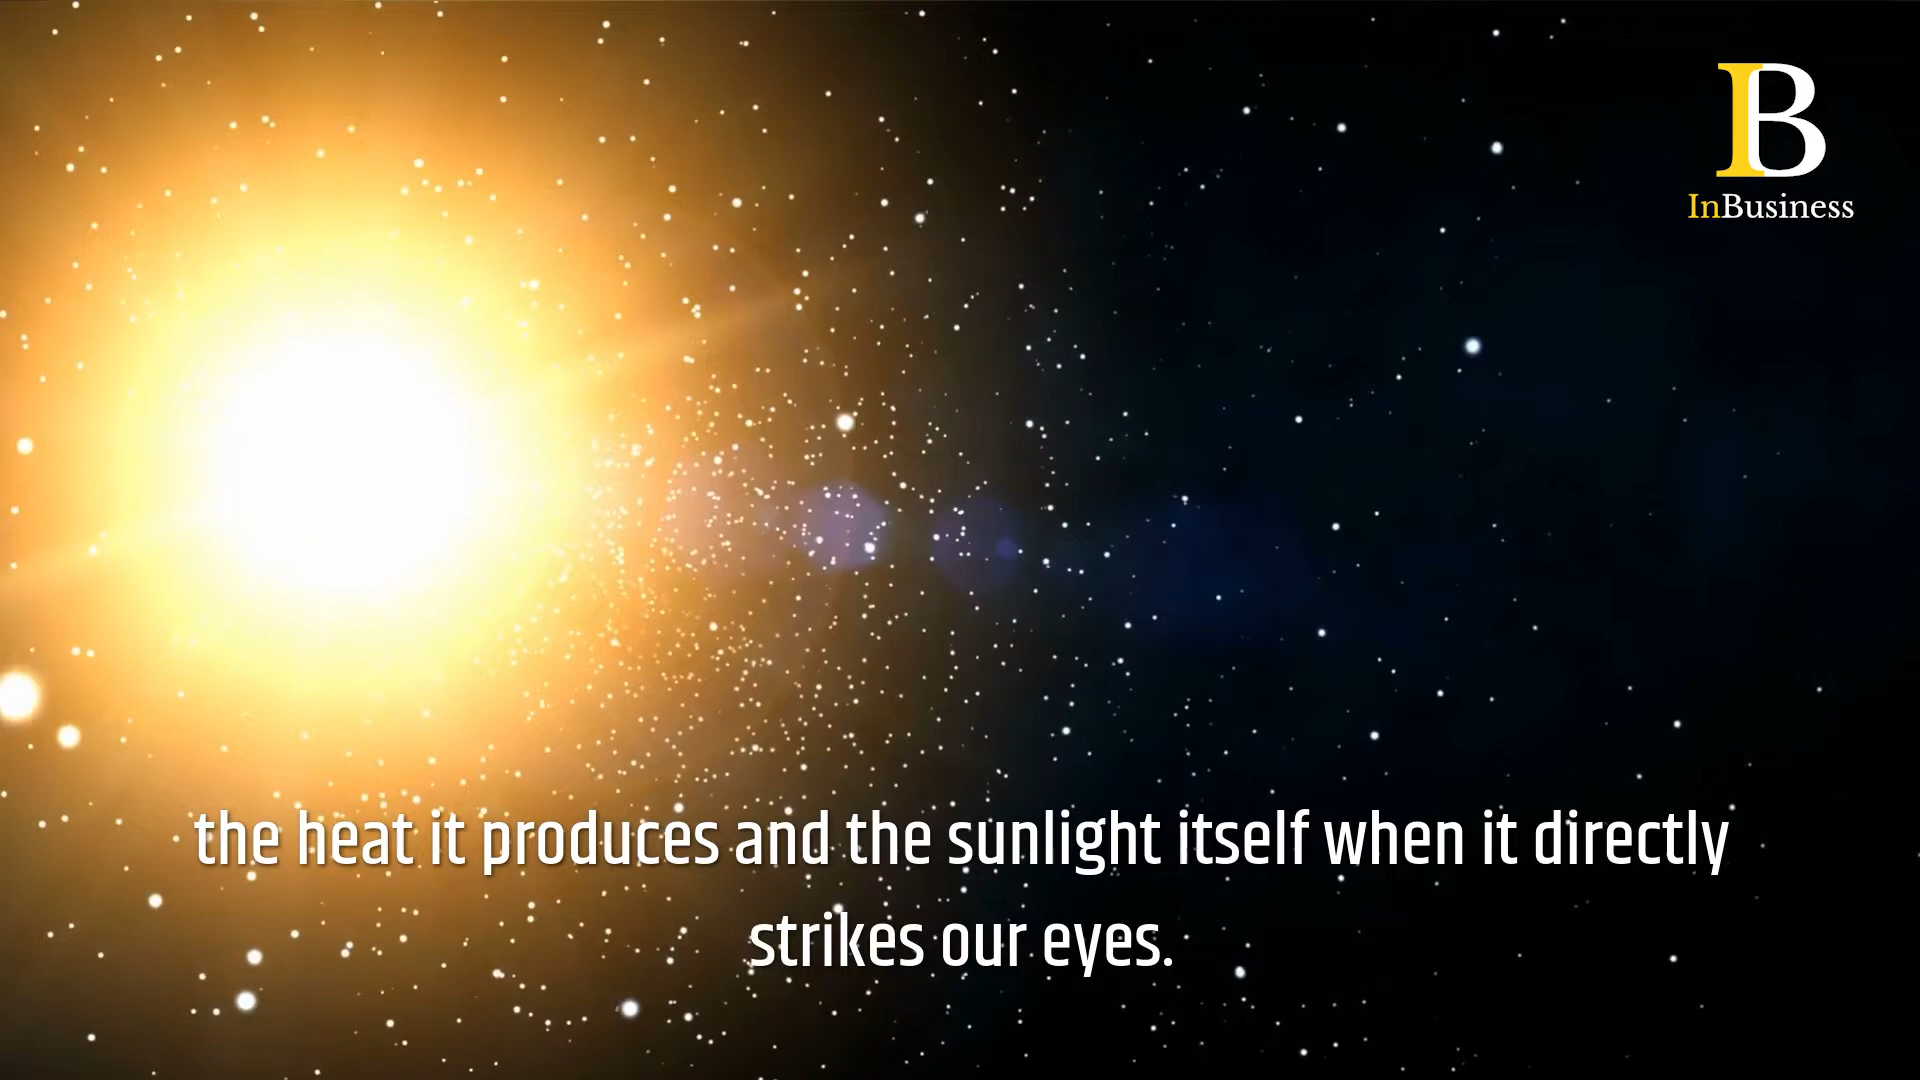 IB
InBusiness
the heat it produces and the sunlight itself when it directly
strikes our eyes.